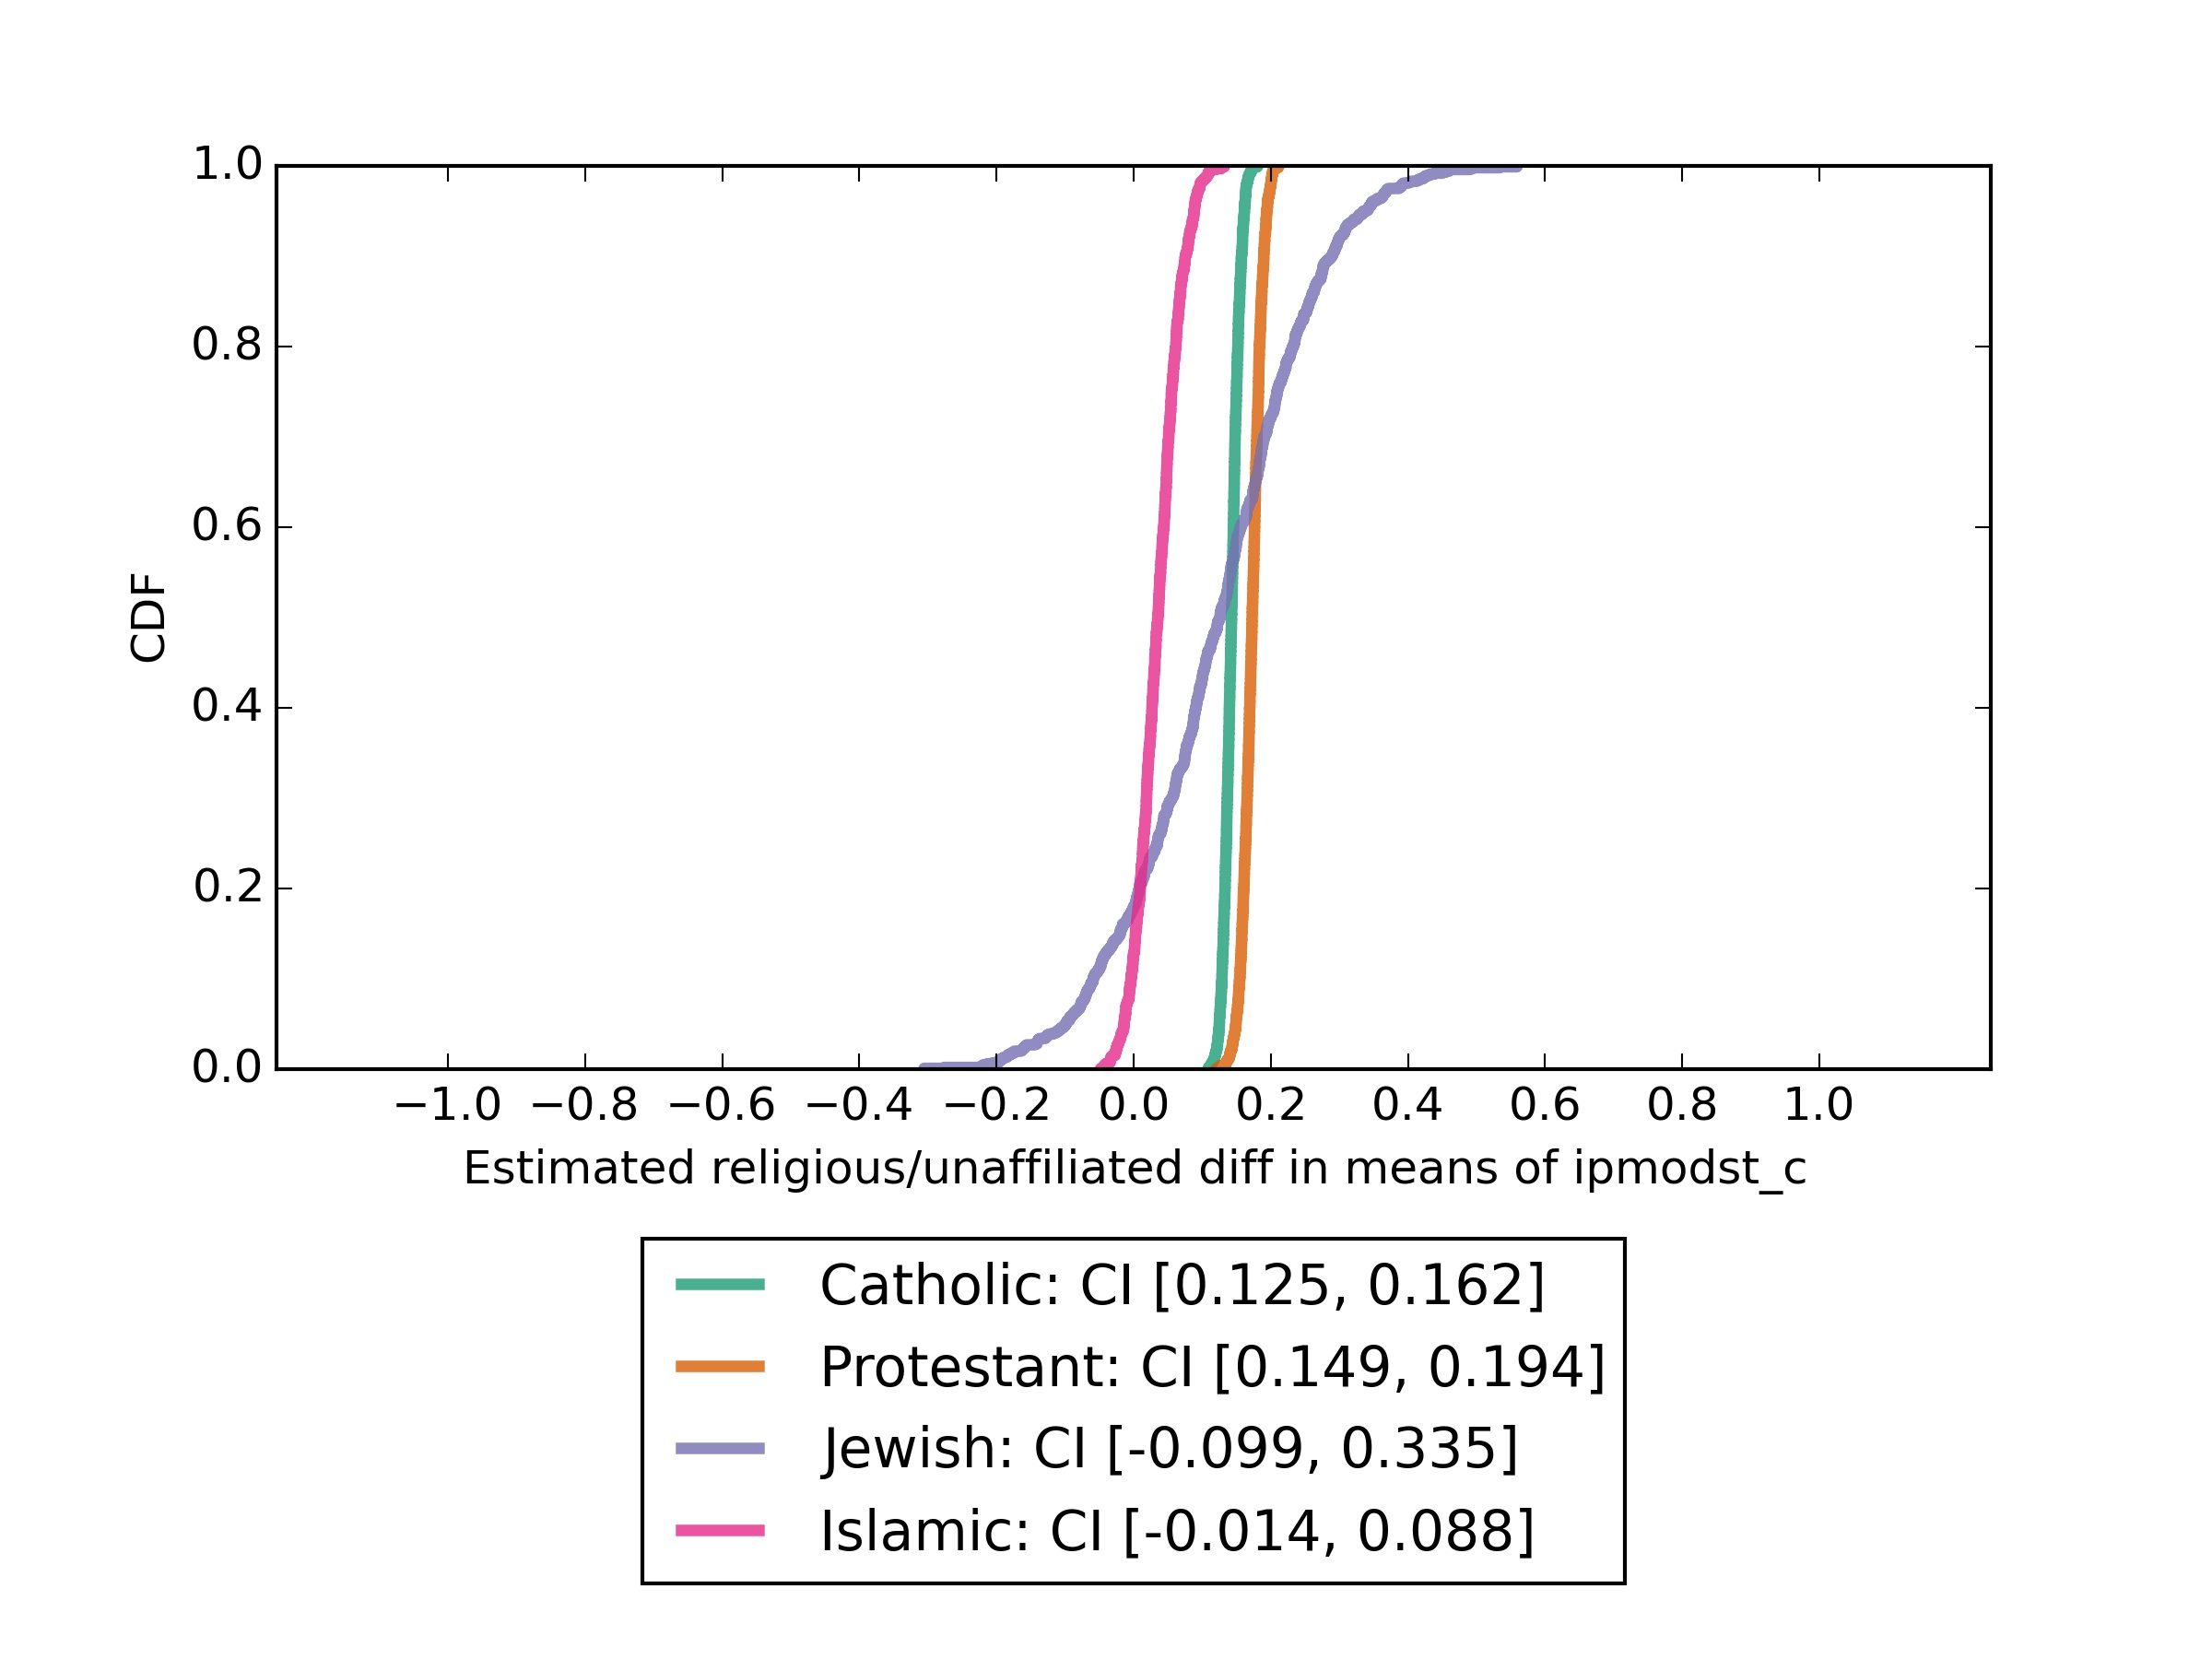 1.0
0.8
0.6
0.4
0.2
0.0
CDF
−1.0 −0.8 −0.6 −0.4 −0.2 0.0 0.2 0.4 0.6 0.8 1.0
Estimated religious/unaffiliated diff in means of ipmodst_c
Catholic: CI [0.125, 0.162]
Protestant: CI [0.149, 0.194]
Jewish: CI [-0.099, 0.335]
Islamic: CI [-0.014, 0.088]